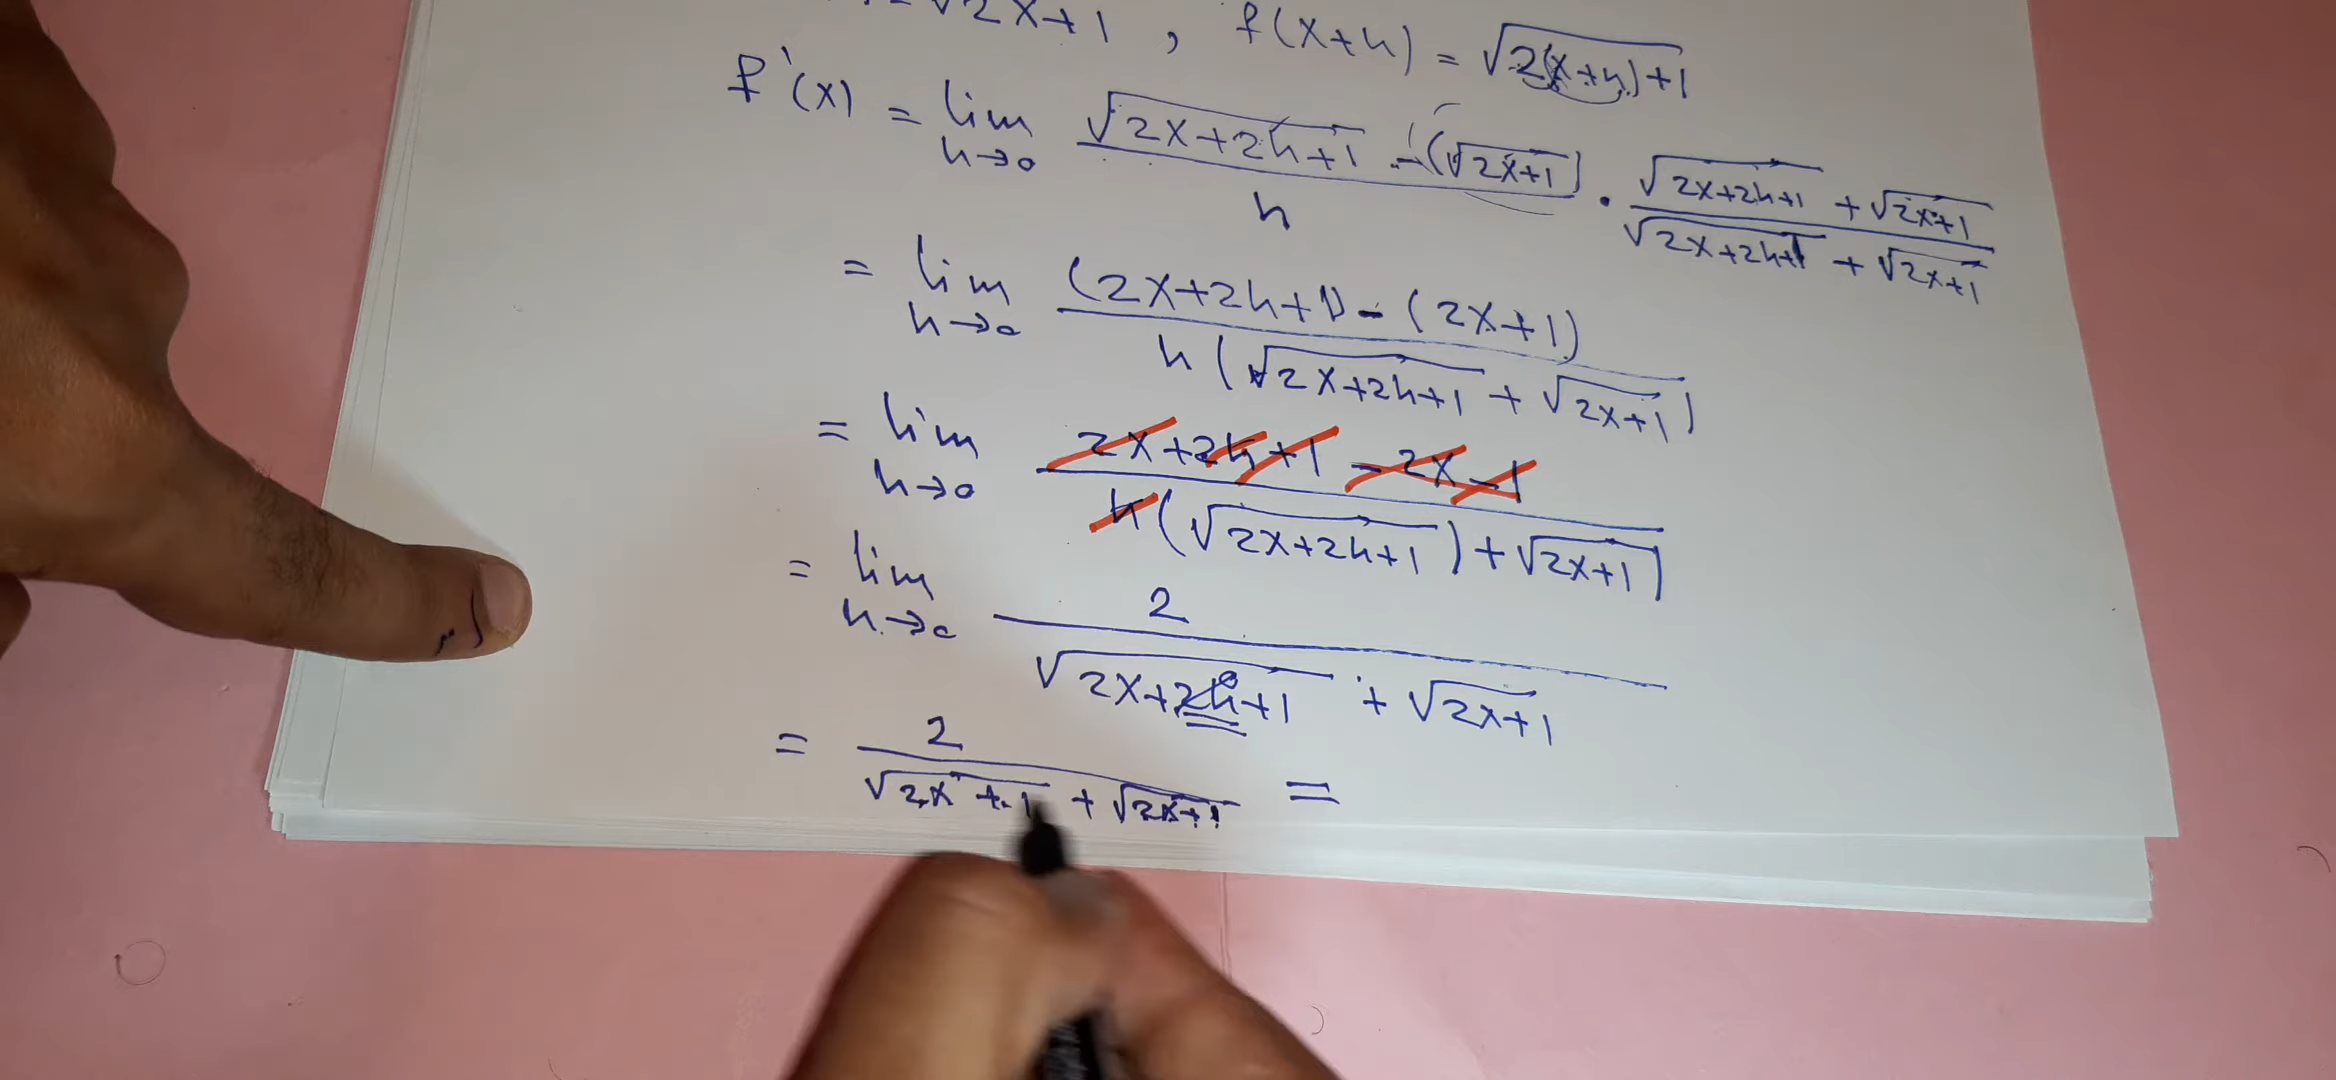 = √2x+1 , f(x+h) = √2(x+h)+1
f'(x) = lim h→0 √2x+2h+1 - (√2x+1) / h · √2x+2h+1 + √2x+1 / √2x+2h+1 + √2x+1
= lim h→0 (2x+2h+1) - (2x+1) / h(√2x+2h+1 + √2x+1)
= lim h→0 2x+2h+1 - 2x - 1 / h(√2x+2h+1) + √2x+1)
= lim h→0 2 / √2x+2h+1 + √2x+1
= 2 / √2x+1 + √2x+1 =